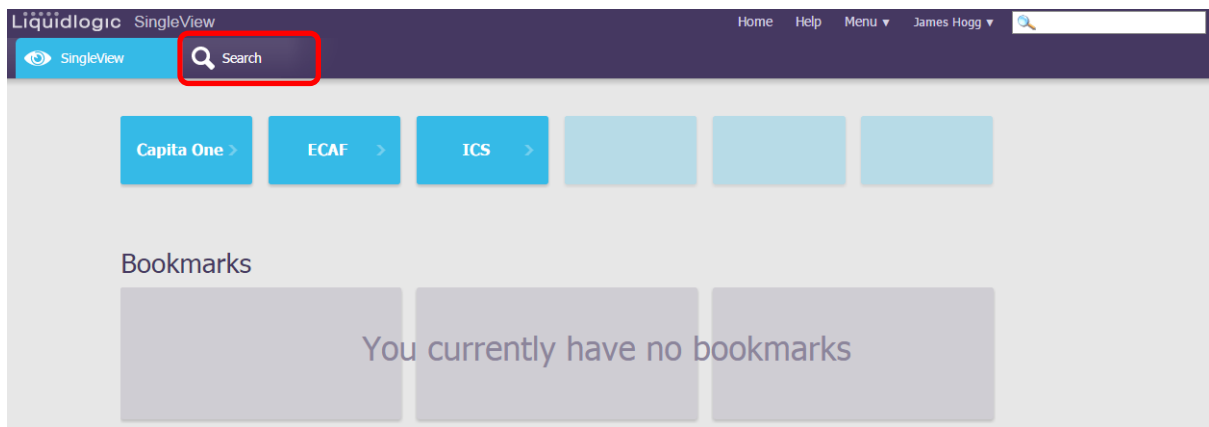 Liquidlogic SingleView Home Help Menu ▼ James Hogg ▼
SingleView Search
Capita One > ECAF > ICS >
Bookmarks
You currently have no bookmarks